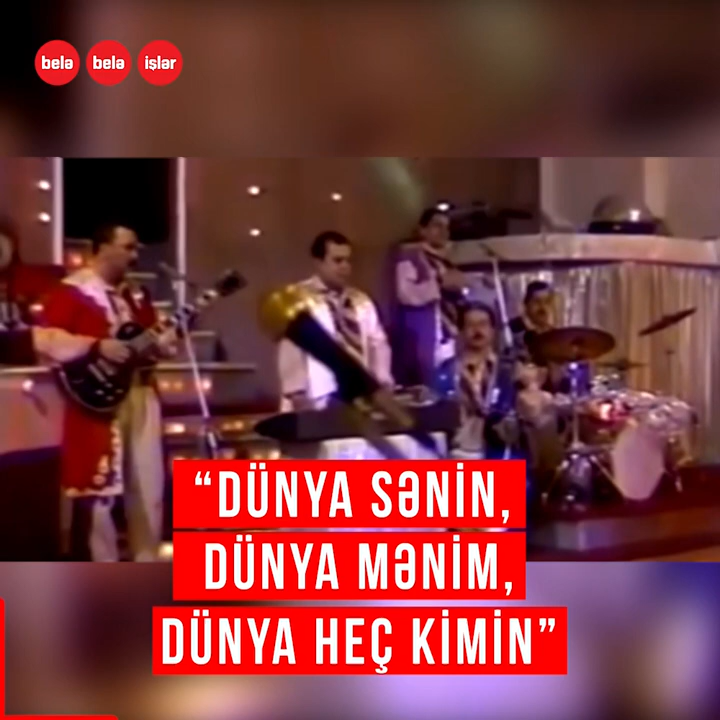 belə belə işlər
“DÜNYA SƏNİN,
DÜNYA MƏNİM,
DÜNYA HEÇ KİMİN”